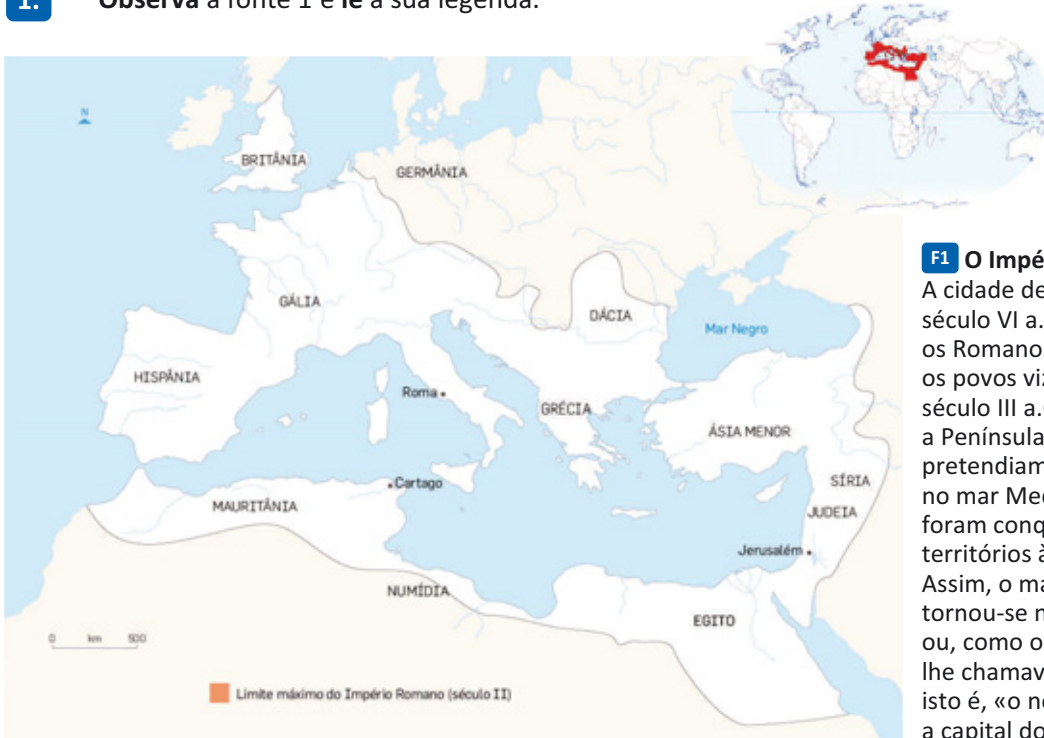 1. Observa a fonte 1 e lê a sua legenda.
N
BRITÂNIA
GERMÂNIA
GÁLIA
DÁCIA
Mar Negro
HISPÂNIA
Roma
GRÉCIA
ÁSIA MENOR
Cartago
SÍRIA
MAURITÂNIA
JUDEIA
Jerusalém
NUMÍDIA
EGITO
0 km 500
Limite máximo do Império Romano (século II)
F1 O Impé
A cidade de
século VI a.
os Romano
os povos viz
século III a.
a Península
pretendiam
no mar Med
foram conq
territórios à
Assim, o ma
tornou-se n
ou, como o
lhe chamav
isto é, «o n
a capital do